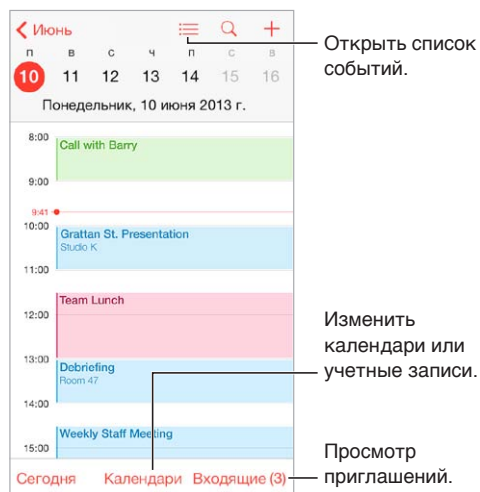 Июнь
П В С Ч П С В
10 11 12 13 14 15 16
Понедельник, 10 июня 2013 г.
8:00
Call with Barry
9:00
9:41
10:00
Grattan St. Presentation
Studio K
11:00
Team Lunch
12:00
13:00
Debriefing
Room 47
14:00
Weekly Staff Meeting
15:00
Сегодня Календари Входящие (3)
Открыть список
событий.
Изменить
календари или
учетные записи.
Просмотр
приглашений.